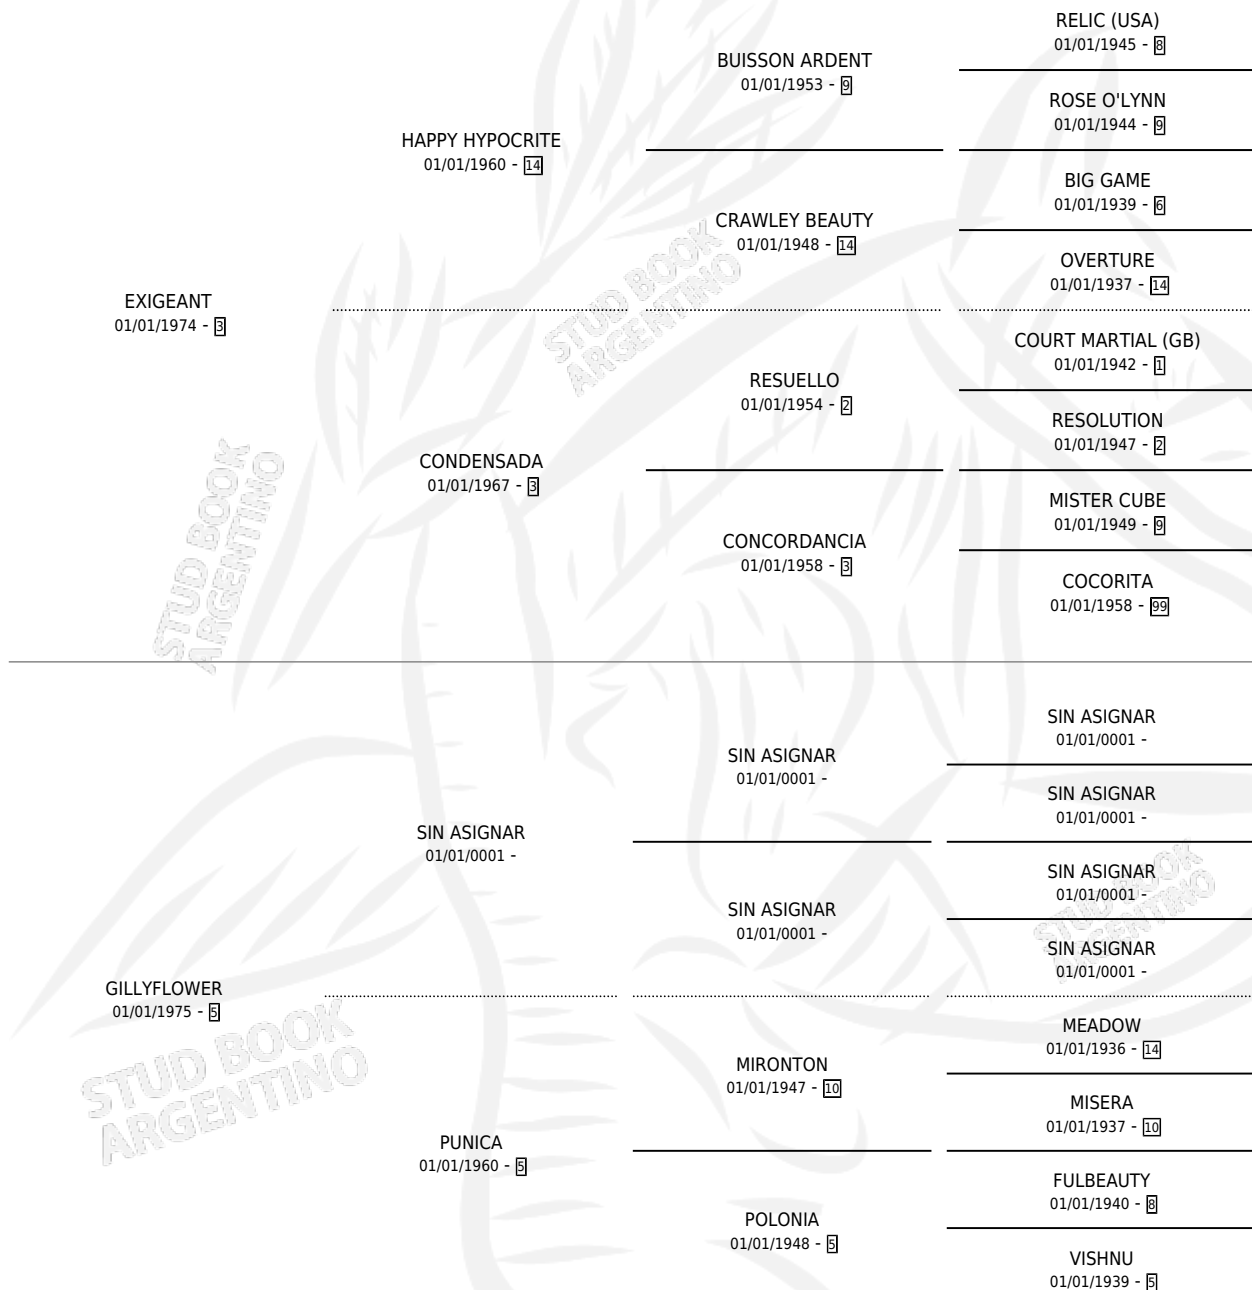 RELIC (USA)
01/01/1945 - 8
BUISSON ARDENT
01/01/1953 - 9
ROSE O'LYNN
01/01/1944 - 9
HAPPY HYPOCRITE
01/01/1960 - 14
BIG GAME
01/01/1939 - 6
CRAWLEY BEAUTY
01/01/1948 - 14
OVERTURE
01/01/1937 - 14
EXIGEANT
01/01/1974 - 3
STUD BOOK
ARGENTINO
COURT MARTIAL (GB)
01/01/1942 - 1
RESUELLO
01/01/1954 - 2
RESOLUTION
01/01/1947 - 2
CONDENSADA
01/01/1967 - 3
MISTER CUBE
01/01/1949 - 9
CONCORDANCIA
01/01/1958 - 3
COCORITA
01/01/1958 - 99
STUD BOOK
ARGENTINO
SIN ASIGNAR
01/01/0001 -
SIN ASIGNAR
01/01/0001 -
SIN ASIGNAR
01/01/0001 -
SIN ASIGNAR
01/01/0001 -
SIN ASIGNAR
01/01/0001 -
SIN ASIGNAR
01/01/0001 -
SIN ASIGNAR
01/01/0001 -
STUD BOOK
ARGENTINO
GILLYFLOWER
01/01/1975 - 5
MEADOW
01/01/1936 - 14
MIRONTON
01/01/1947 - 10
MISERA
01/01/1937 - 10
STUD BOOK
ARGENTINO
PUNICA
01/01/1960 - 5
FULBEAUTY
01/01/1940 - 8
POLONIA
01/01/1948 - 5
VISHNU
01/01/1939 - 5